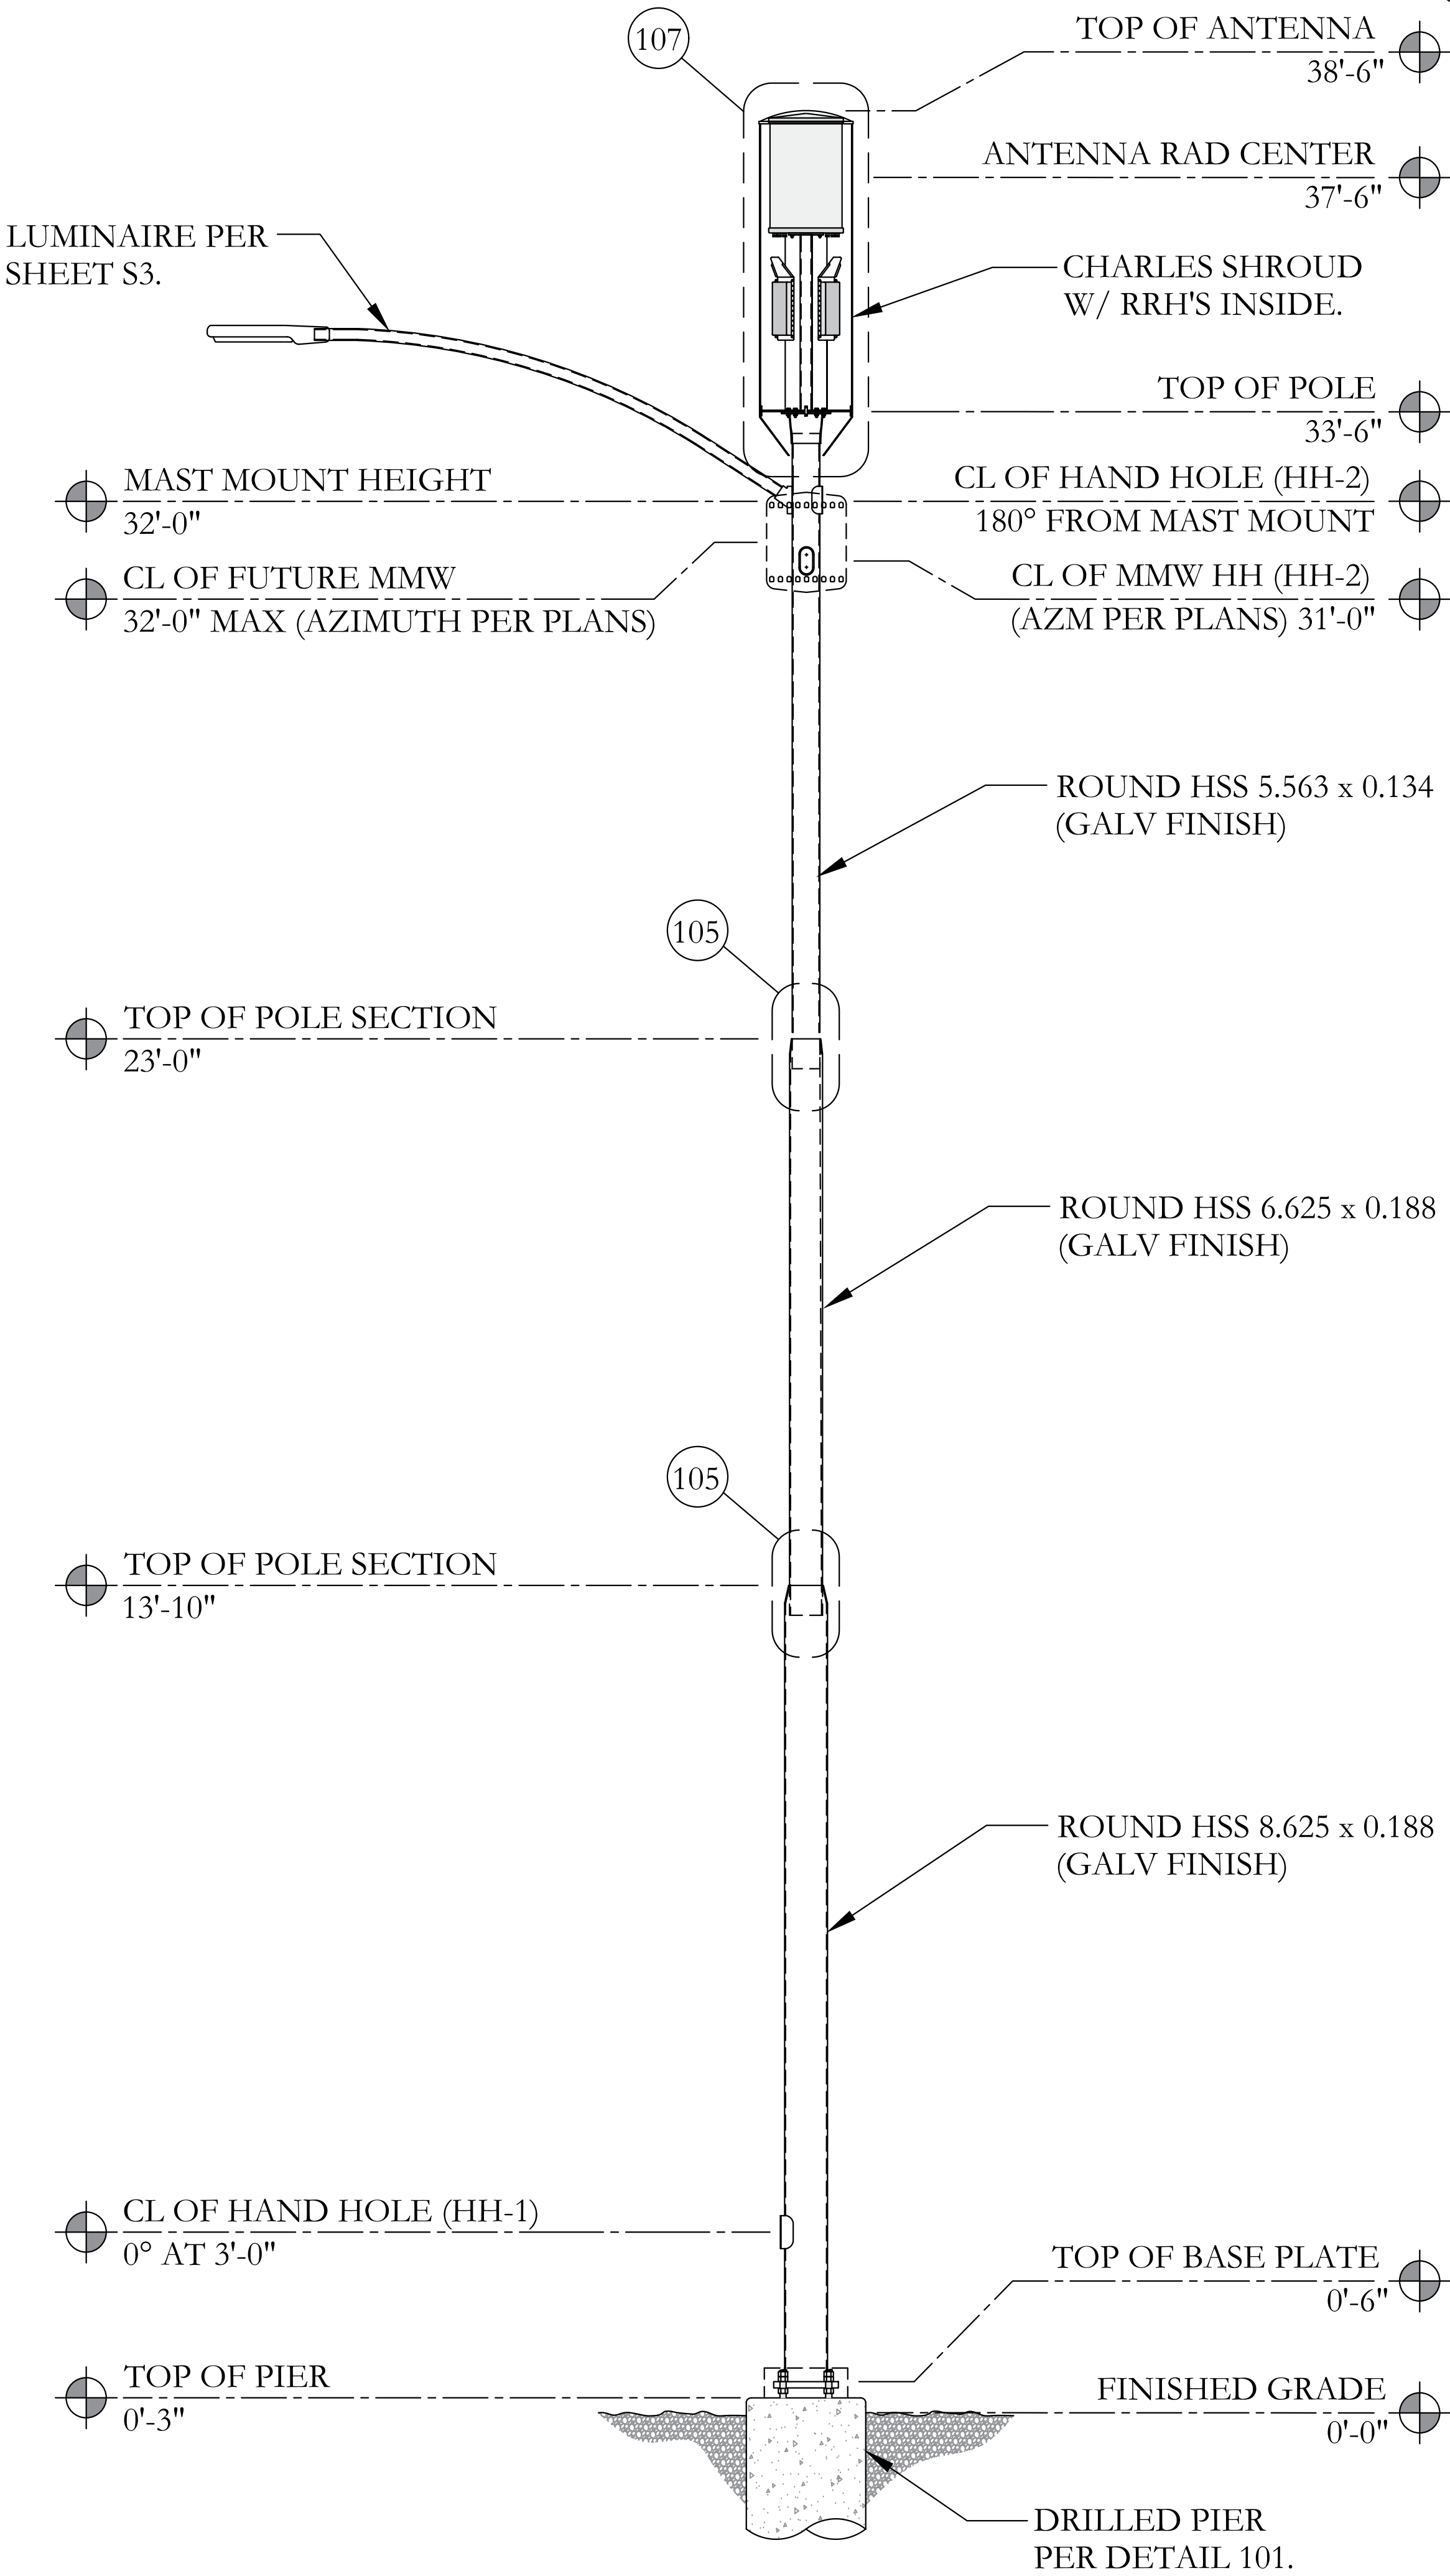 107
TOP OF ANTENNA
38'-6"
ANTENNA RAD CENTER
37'-6"
LUMINAIRE PER
SHEET S3.
CHARLES SHROUD
W/ RRH'S INSIDE.
TOP OF POLE
33'-6"
MAST MOUNT HEIGHT
32'-0"
CL OF HAND HOLE (HH-2)
180° FROM MAST MOUNT
CL OF FUTURE MMW
32'-0" MAX (AZIMUTH PER PLANS)
CL OF MMW HH (HH-2)
(AZM PER PLANS) 31'-0"
ROUND HSS 5.563 x 0.134
(GALV FINISH)
105
TOP OF POLE SECTION
23'-0"
ROUND HSS 6.625 x 0.188
(GALV FINISH)
105
TOP OF POLE SECTION
13'-10"
ROUND HSS 8.625 x 0.188
(GALV FINISH)
CL OF HAND HOLE (HH-1)
0° AT 3'-0"
TOP OF BASE PLATE
0'-6"
TOP OF PIER
0'-3"
FINISHED GRADE
0'-0"
DRILLED PIER
PER DETAIL 101.